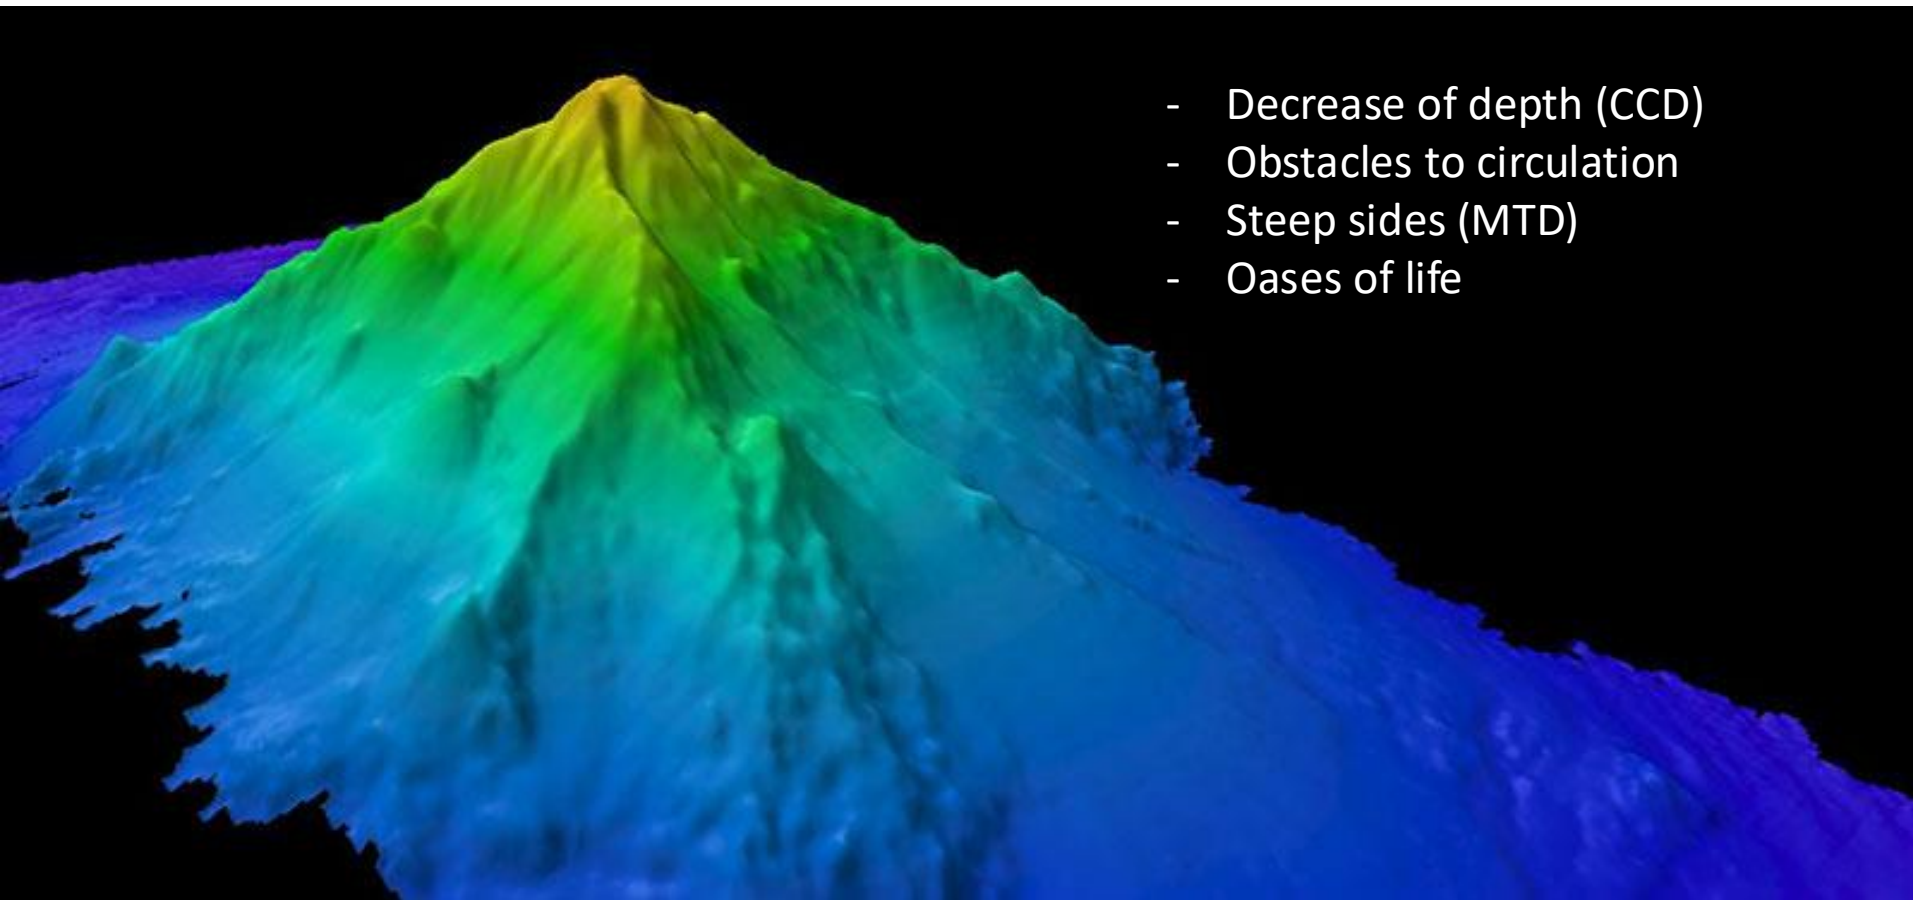 - Decrease of depth (CCD)
- Obstacles to circulation
- Steep sides (MTD)
- Oases of life